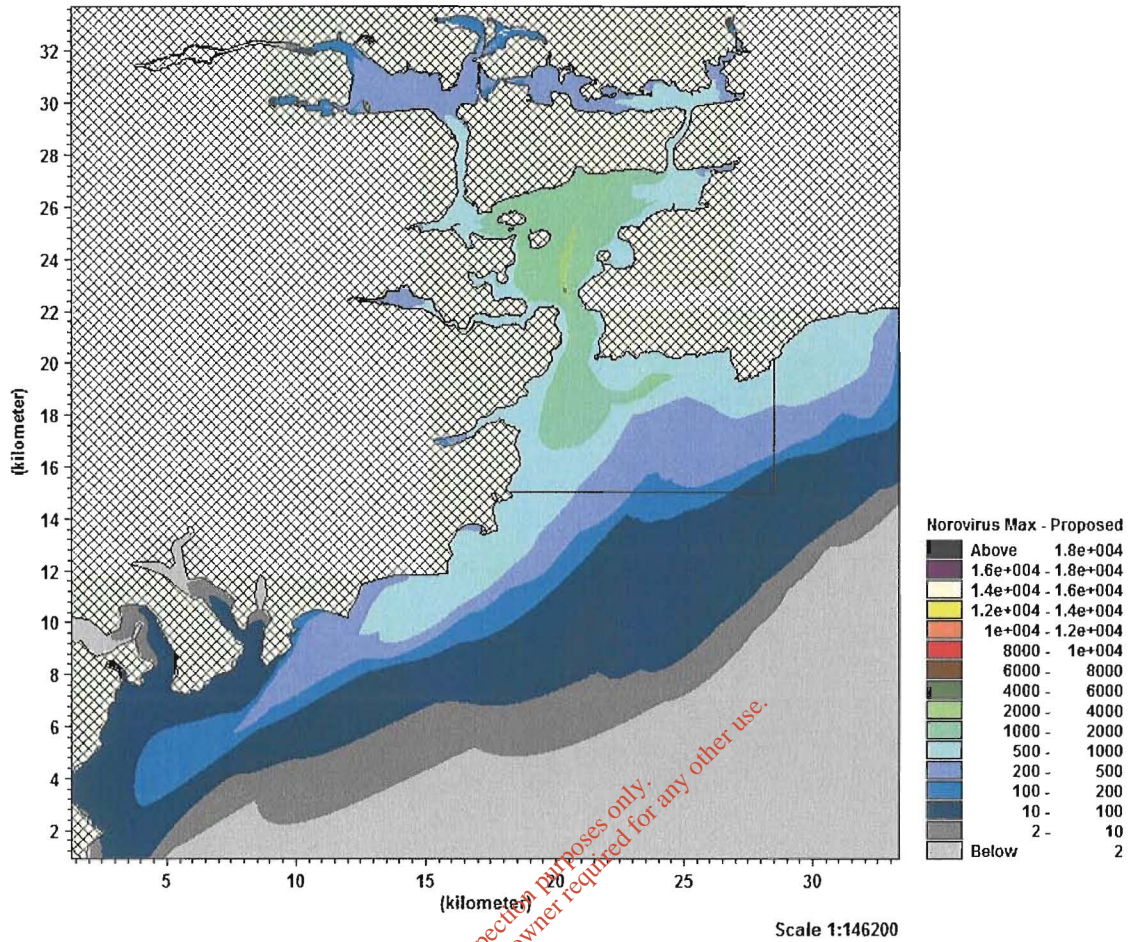 32
30
28
26
24
22
20
18
16
14
12
10
8
6
4
2
(kilometer)
5
10
15
20
25
30
(kilometer)
Norovirus Max - Proposed
Above 1.8e+004
1.6e+004 - 1.8e+004
1.4e+004 - 1.6e+004
1.2e+004 - 1.4e+004
1e+004 - 1.2e+004
8000 - 1e+004
6000 - 8000
4000 - 6000
2000 - 4000
1000 - 2000
500 - 1000
200 - 500
100 - 200
10 - 100
2 - 10
Below 2
Scale 1:146200
pection purposes only.
owner required for any other use.